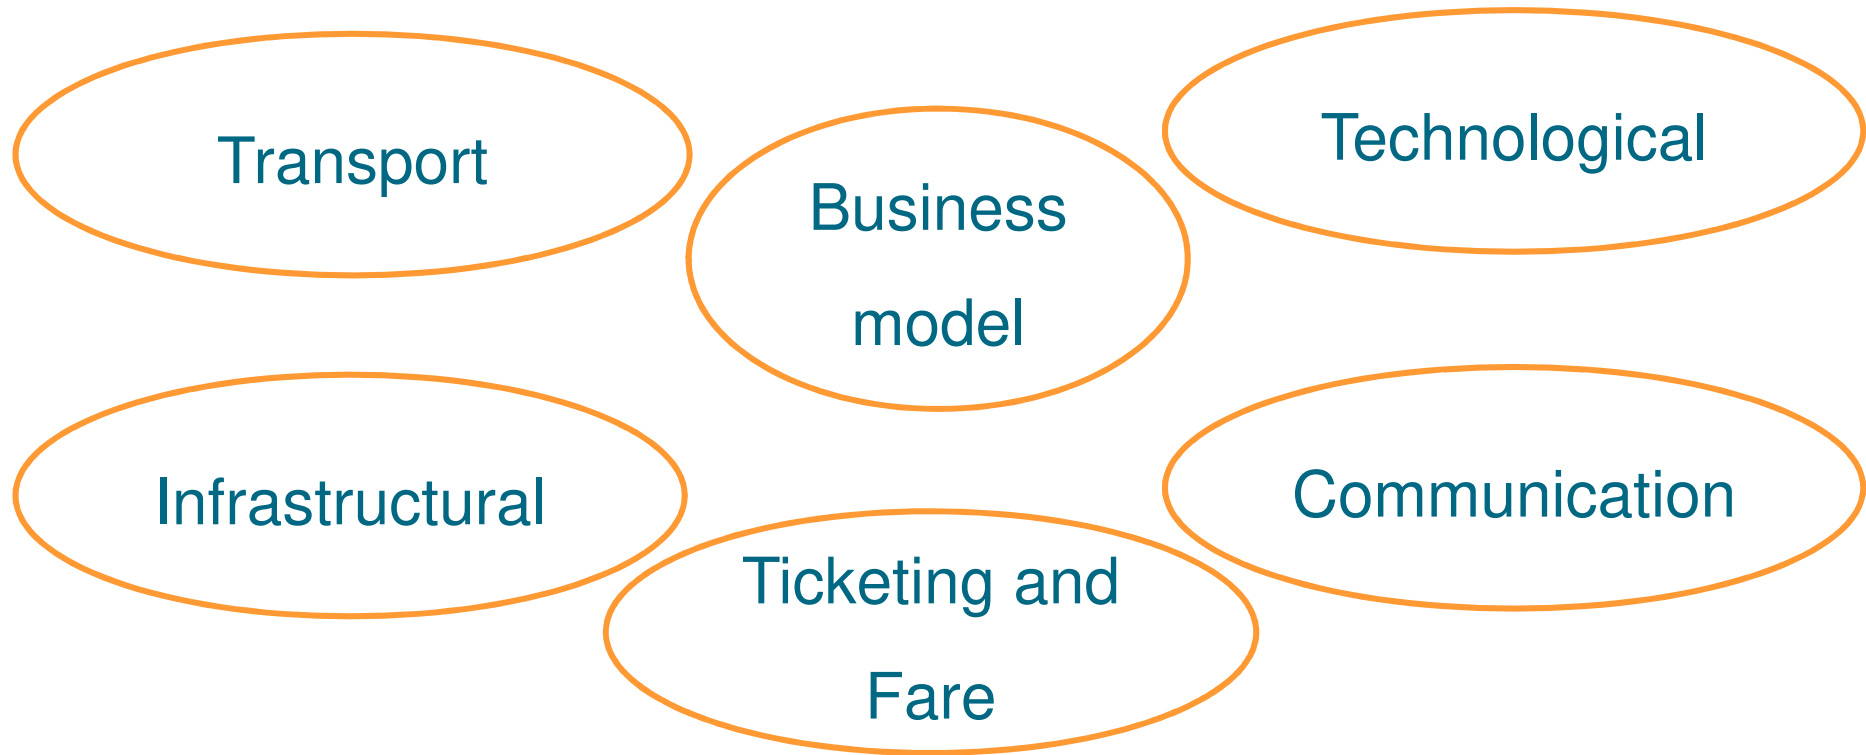 Transport
Business
model
Technological
Infrastructural
Ticketing and
Fare
Communication